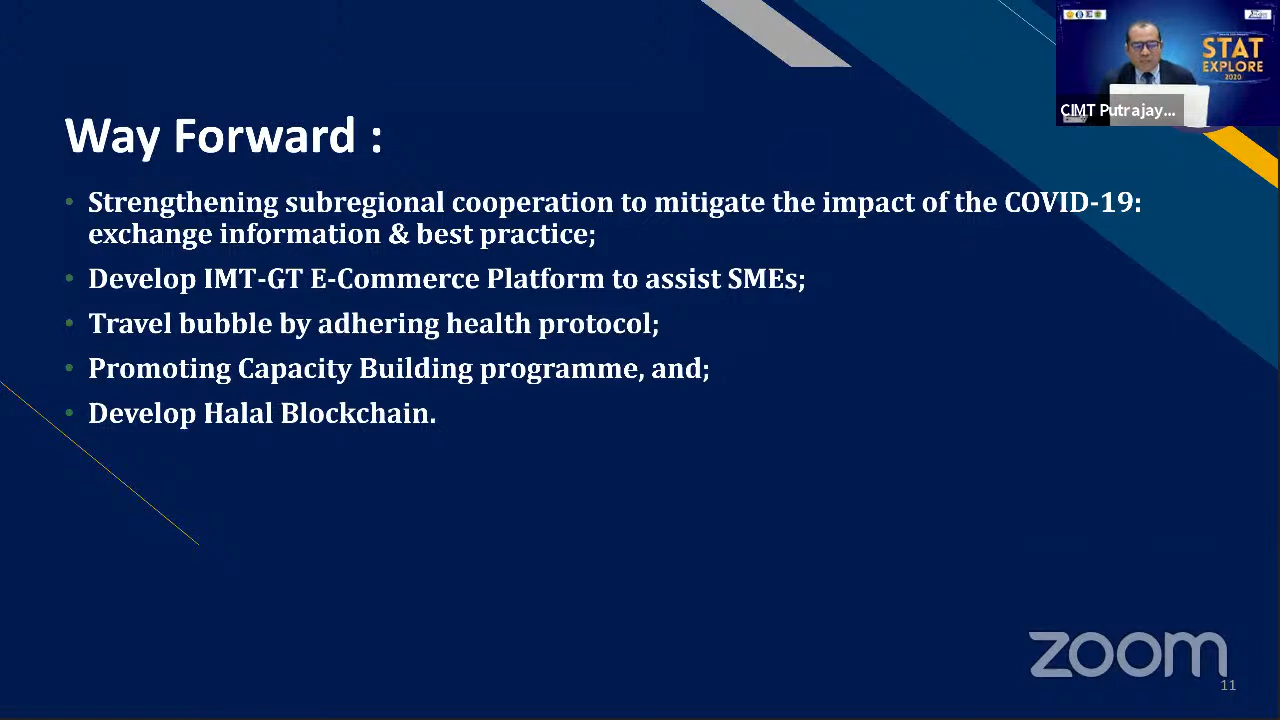 STAT
EXPLORE
2020
CIMT Putrajay...
Way Forward :
• Strengthening subregional cooperation to mitigate the impact of the COVID-19:
exchange information & best practice;
• Develop IMT-GT E-Commerce Platform to assist SMEs;
• Travel bubble by adhering health protocol;
• Promoting Capacity Building programme, and;
• Develop Halal Blockchain.
zoom
11